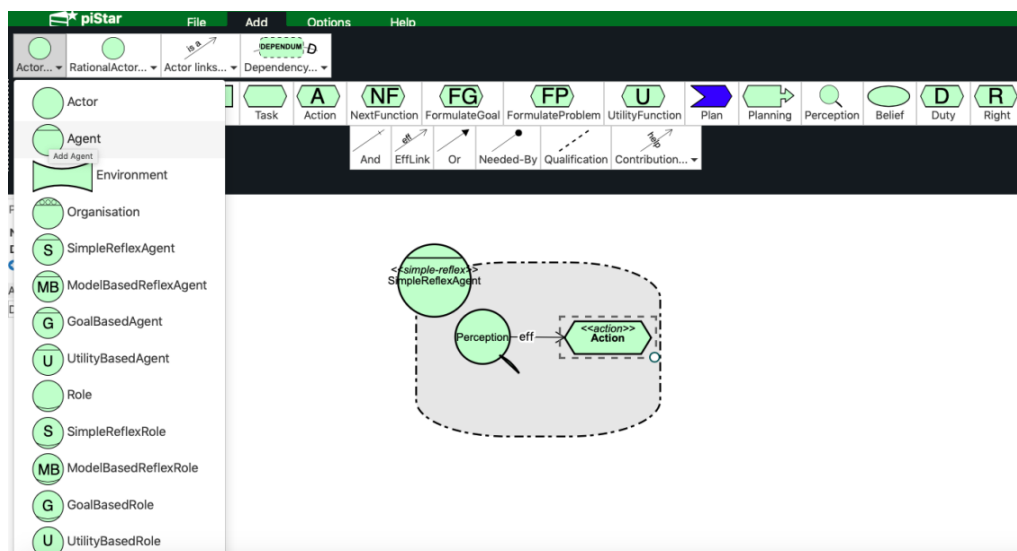 piStar
File Add Options Help
is a
DEPENDUM D
Actor... RationalActor... Actor links... Dependency...
A NF FG FP U D R
Task Action NextFunction FormulateGoal FormulateProblem UtilityFunction Plan Planning Perception Belief Duty Right
eff help
And EffLink Or Needed-By Qualification Contribution...
Actor
Agent
Add Agent
Environment
Organisation
S SimpleReflexAgent
MB ModelBasedReflexAgent
G GoalBasedAgent
U UtilityBasedAgent
Role
S SimpleReflexRole
MB ModelBasedReflexRole
G GoalBasedRole
U UtilityBasedRole
<<simple-reflex>>
SimpleReflexAgent
Perception eff
<<action>>
Action